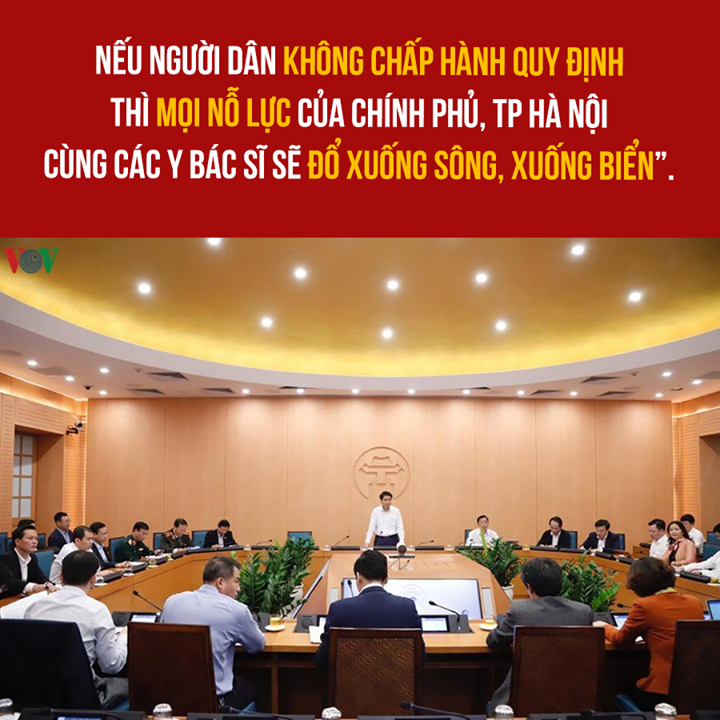 NẾU NGƯỜI DÂN KHÔNG CHẤP HÀNH QUY ĐỊNH
THÌ MỌI NỖ LỰC CỦA CHÍNH PHỦ, TP HÀ NỘI
CÙNG CÁC Y BÁC SĨ SẼ ĐỔ XUỐNG SÔNG, XUỐNG BIỂN”.
VOV